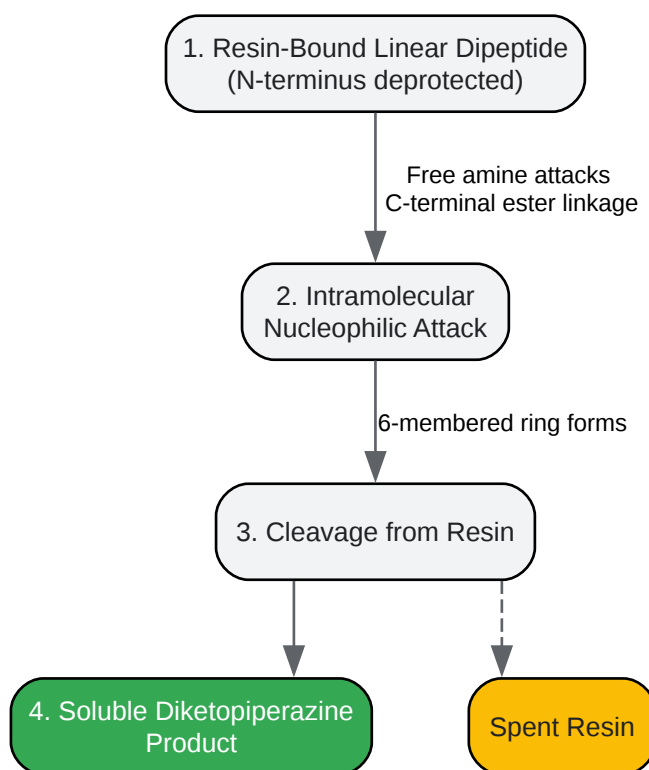 1. Resin-Bound Linear Dipeptide
(N-terminus deprotected)
Free amine attacks
C-terminal ester linkage
2. Intramolecular
Nucleophilic Attack
6-membered ring forms
3. Cleavage from Resin
4. Soluble Diketopiperazine
Product
Spent Resin